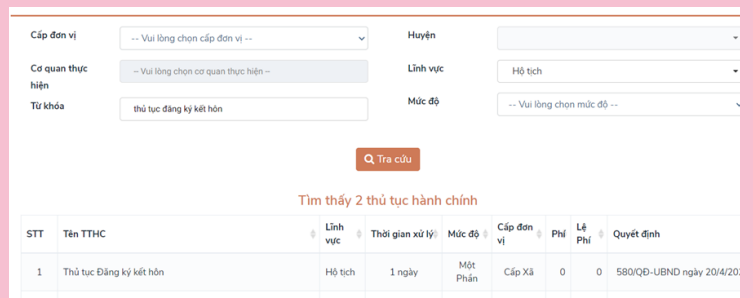 Cấp đơn vị -- Vui lòng chọn cấp đơn vị -- Huyện
Cơ quan thực hiện -- Vui lòng chọn cơ quan thực hiện -- Lĩnh vực Hộ tịch
Từ khóa thủ tục đăng ký kết hôn Mức độ -- Vui lòng chọn mức độ --
Tra cứu
Tìm thấy 2 thủ tục hành chính
STT Tên TTHC Lĩnh vực Thời gian xử lý Mức độ Cấp đơn vị Phí Lệ Phí Quyết định
1 Thủ tục Đăng ký kết hôn Hộ tịch 1 ngày Một Phần Cấp Xã 0 0 580/QĐ-UBND ngày 20/4/202